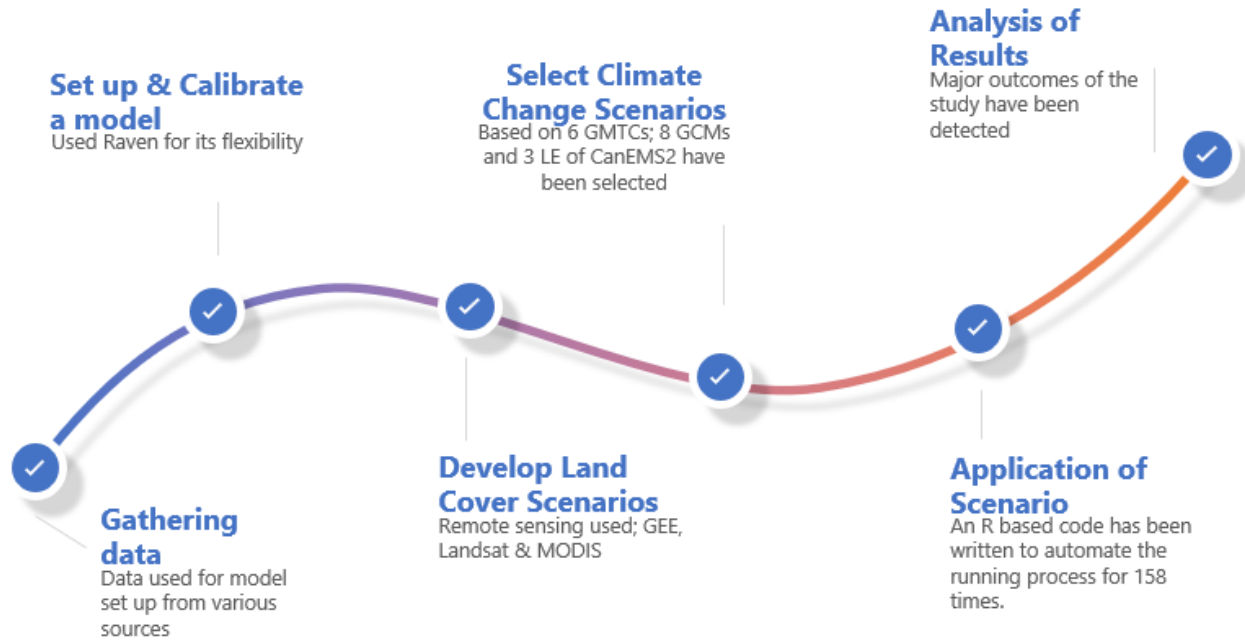 Gathering
data
Data used for model
set up from various
sources
Set up & Calibrate
a model
Used Raven for its flexibility
Develop Land
Cover Scenarios
Remote sensing used; GEE,
Landsat & MODIS
Select Climate
Change Scenarios
Based on 6 GMTCs; 8 GCMs
and 3 LE of CanEMS2 have
been selected
Application of
Scenario
An R based code has been
written to automate the
running process for 158
times.
Analysis of
Results
Major outcomes of the
study have been
detected